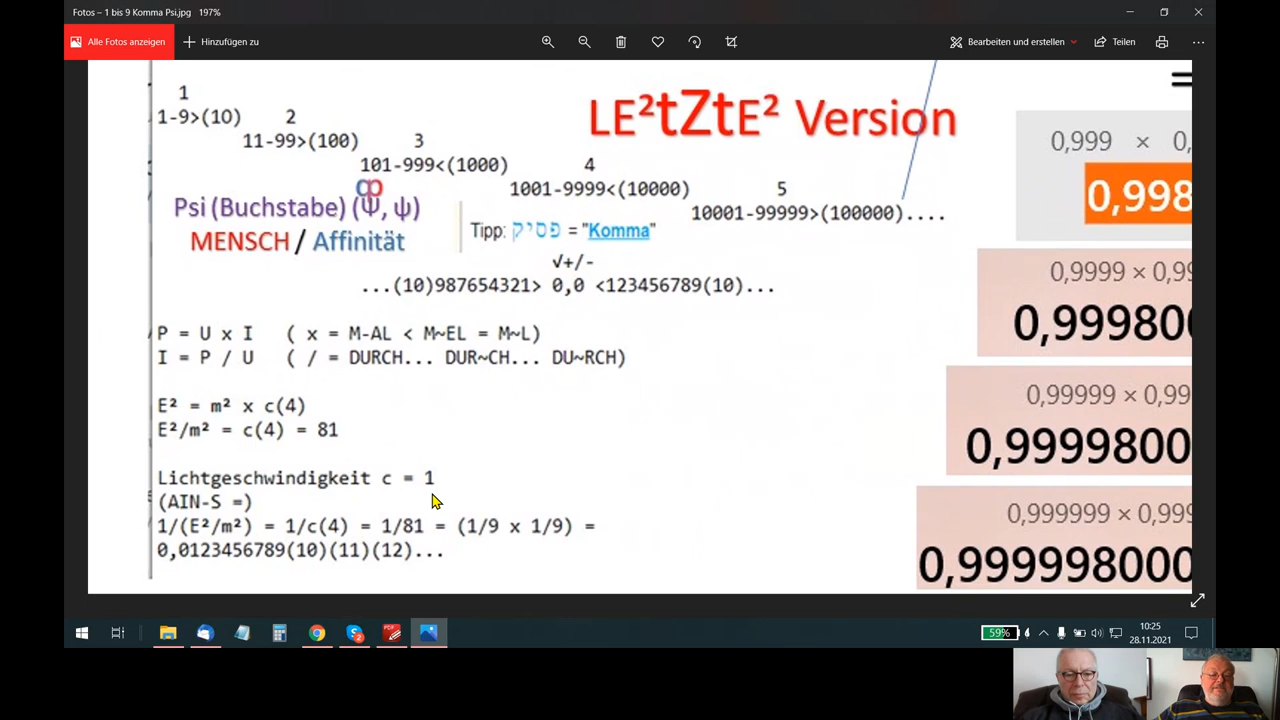 Fotos – 1 bis 9 Komma Psi.jpg 197%
Alle Fotos anzeigen
Hinzufügen zu
Bearbeiten und erstellen
Teilen
1
1-9>(10) 2
11-99>(100) 3
101-999<(1000) 4
1001-9999<(10000) 5
10001-99999>(100000)....
LE²tZtE² Version
Psi (Buchstabe) (Ψ, ψ)
MENSCH / Affinität
Tipp: פסיק = "Komma"
√+/-
...(10)987654321> 0,0 <123456789(10)...
P = U x I ( x = M-AL < M~EL = M~L)
I = P / U ( / = DURCH... DUR~CH... DU~RCH)
E² = m² x c(4)
E²/m² = c(4) = 81
Lichtgeschwindigkeit c = 1
(AIN-S =)
1/(E²/m²) = 1/c(4) = 1/81 = (1/9 x 1/9) =
0,0123456789(10)(11)(12)...
=
0,999 × 0,
0,998
0,9999 × 0,99
0,99980
0,99999 × 0,99
0,9999800
0,999999 × 0,999
0,999998000
59%
10:25
28.11.2021